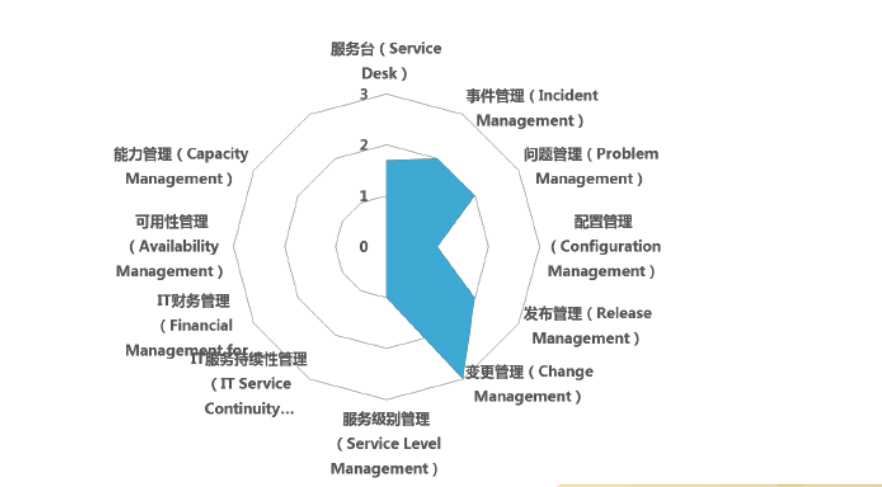 服务台（Service
Desk）
3
事件管理（Incident
Management）
2
能力管理（Capacity
Management）
问题管理（Problem
Management）
1
可用性管理
（Availability
Management）
0
配置管理
（Configuration
Management）
IT财务管理
（Financial
Management for
发布管理（Release
Management）
IT服务持续性管理
（IT Service
Continuity...
变更管理（Change
Management）
服务级别管理
（Service Level
Management）